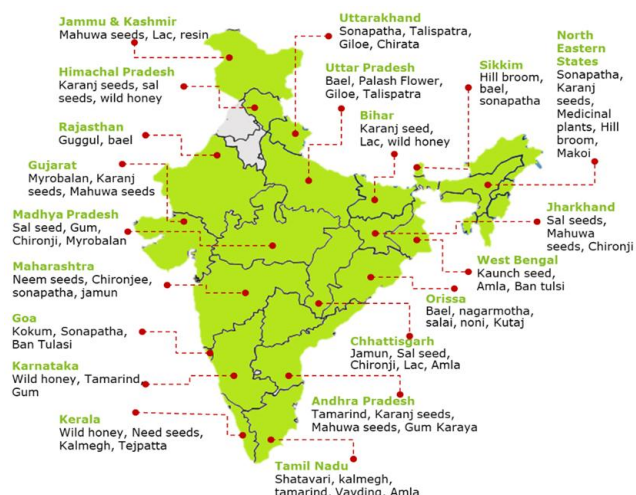 Jammu & Kashmir
Mahuwa seeds, Lac, resin
Himachal Pradesh
Karanj seeds, sal
seeds, wild honey
Rajasthan
Guggul, bael
Gujarat
Myrobalan, Karanj
seeds, Mahuwa seeds
Madhya Pradesh
Sal seed, Gum,
Chironji, Myrobalan
Maharashtra
Neem seeds, Chironjee,
sonapatha, jamun
Goa
Kokum, Sonapatha,
Ban Tulasi
Karnataka
Wild honey, Tamarind,
Gum
Kerala
Wild honey, Need seeds,
Kalmegh, Tejpatta
Uttarakhand
Sonapatha, Talispatra,
Giloe, Chirata
Uttar Pradesh
Bael, Palash Flower,
Giloe, Talispatra
Bihar
Karanj seed,
Lac, wild honey
Sikkim
Hill broom,
bael,
sonapatha
North
Eastern
States
Sonapatha,
Karanj
seeds,
Medicinal
plants, Hill
broom,
Makoi
Jharkhand
Sal seeds,
Mahuwa
seeds, Chironji
West Bengal
Kaunch seed,
Amla, Ban tulsi
Orissa
Bael, nagarmotha,
salai, noni, Kutaj
Chhattisgarh
Jamun, Sal seed,
Chironji, Lac, Amla
Andhra Pradesh
Tamarind, Karanj seeds,
Mahuwa seeds, Gum Karaya
Tamil Nadu
Shatavari, kalmegh,
tamarind, Vavding, Amla